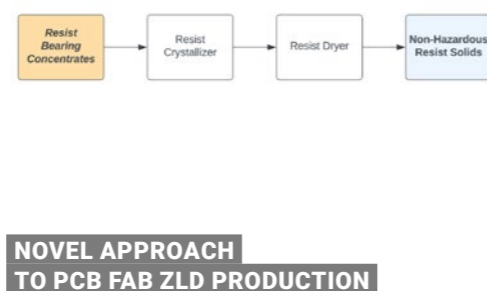 Resist
Bearing
Concentrates
Resist
Crystallizer
Resist Dryer
Non-Hazardous
Resist Solids
NOVEL APPROACH
TO PCB FAB ZLD PRODUCTION